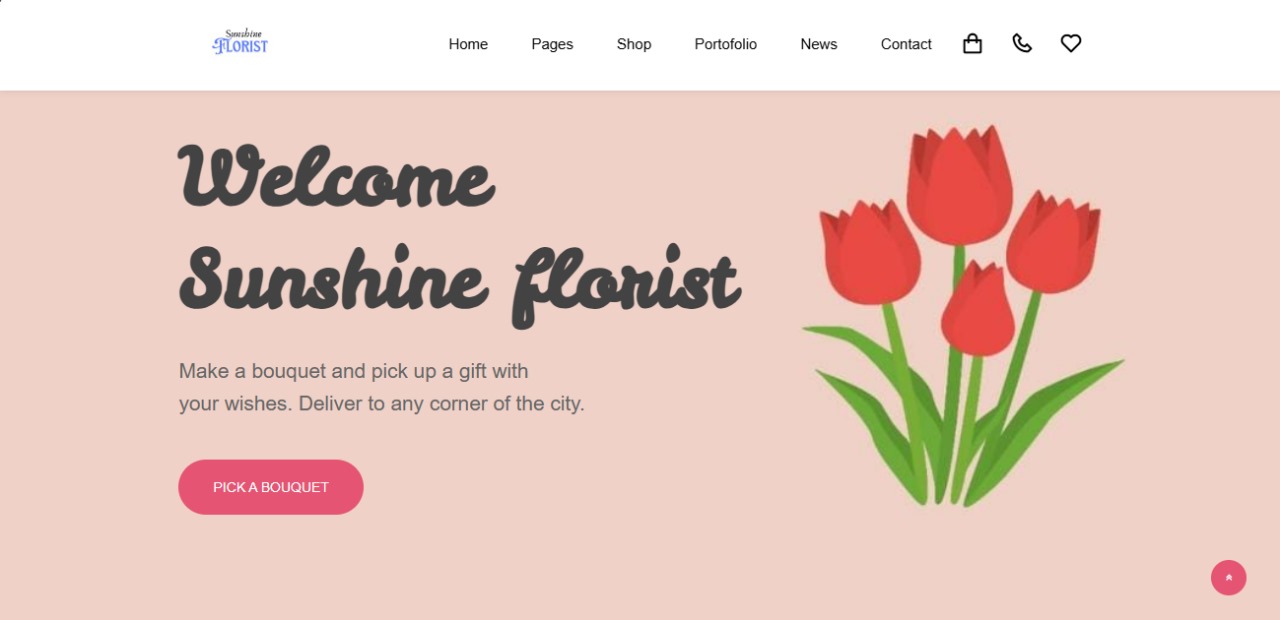 Sunshine
FLORIST
Home Pages Shop Portofolio News Contact
Welcome
Sunshine florist
Make a bouquet and pick up a gift with
your wishes. Deliver to any corner of the city.
PICK A BOUQUET